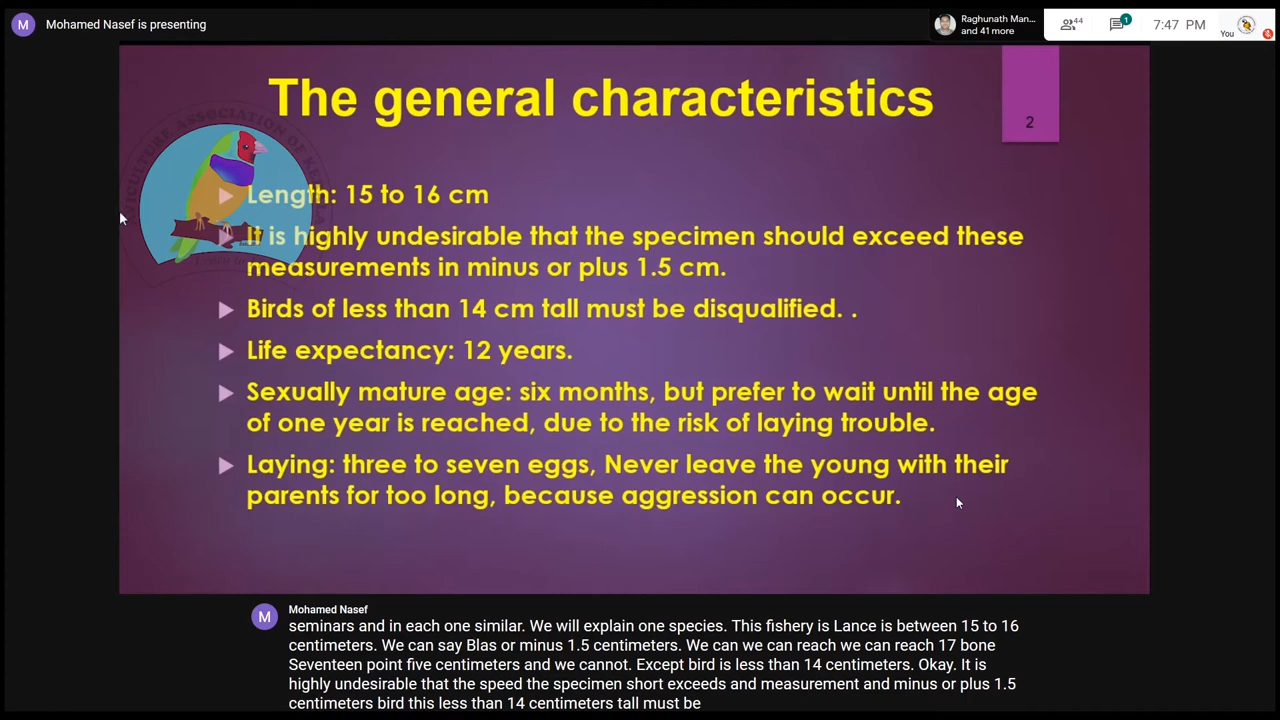 M Mohamed Nasef is presenting
Raghunath Man...
and 41 more
44
1
7:47 PM
You
The general characteristics
2
VICULTURE ASSOCIATION OF KER
Length: 15 to 16 cm
It is highly undesirable that the specimen should exceed these
measurements in minus or plus 1.5 cm.
Birds of less than 14 cm tall must be disqualified. .
Life expectancy: 12 years.
Sexually mature age: six months, but prefer to wait until the age
of one year is reached, due to the risk of laying trouble.
Laying: three to seven eggs, Never leave the young with their
parents for too long, because aggression can occur.
M Mohamed Nasef
seminars and in each one similar. We will explain one species. This fishery is Lance is between 15 to 16
centimeters. We can say Blas or minus 1.5 centimeters. We can we can reach we can reach 17 bone
Seventeen point five centimeters and we cannot. Except bird is less than 14 centimeters. Okay. It is
highly undesirable that the speed the specimen short exceeds and measurement and minus or plus 1.5
centimeters bird this less than 14 centimeters tall must be